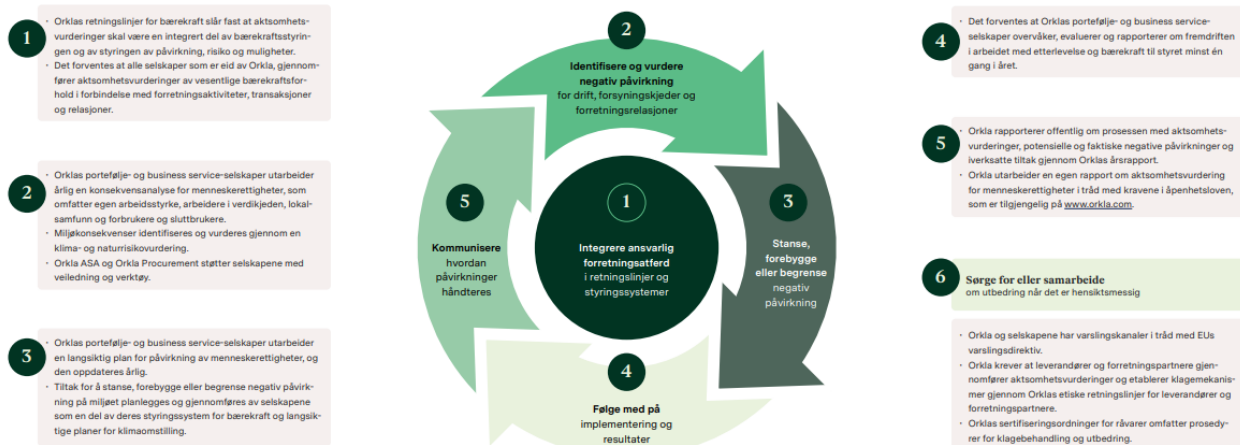 1
· Orklas retningslinjer for bærekraft slår fast at aktsomhets-
vurderinger skal være en integrert del av bærekraftsstyrin-
gen og av styringen av påvirkning, risiko og muligheter.
· Det forventes at alle selskaper som er eid av Orkla, gjennom-
fører aktsomhetsvurderinger av vesentlige bærekraftsfor-
hold i forbindelse med forretningsaktiviteter, transaksjoner
og relasjoner.
2
· Orklas portefølje- og business service-selskaper utarbeider
årlig en konsekvensanalyse for menneskerettigheter, som
omfatter egen arbeidsstyrke, arbeidere i verdikjeden, lokal-
samfunn og forbrukere og sluttbrukere.
· Miljøkonsekvenser identifiseres og vurderes gjennom en
klima- og naturrisikovurdering.
· Orkla ASA og Orkla Procurement støtter selskapene med
veiledning og verktøy.
3
· Orklas portefølje- og business service-selskaper utarbeider
en langsiktig plan for påvirkning av menneskerettigheter, og
den oppdateres årlig.
· Tiltak for å stanse, forebygge eller begrense negativ påvirk-
ning på miljøet planlegges og gjennomføres av selskapene
som en del av deres styringssystem for bærekraft og langsik-
tige planer for klimaomstilling.
2
Identifisere og vurdere
negativ påvirkning
for drift, forsyningskjeder og
forretningsrelasjoner
1
Integrere ansvarlig
forretningsatferd
i retningslinjer og
styringssystemer
3
Stanse,
forebygge
eller begrense
negativ
påvirkning
5
Kommunisere
hvordan
påvirkninger
håndteres
4
Følge med på
implementering og
resultater
4
· Det forventes at Orklas portefølje- og business service-
selskaper overvåker, evaluerer og rapporterer om fremdriften
i arbeidet med etterlevelse og bærekraft til styret minst én
gang i året.
5
· Orkla rapporterer offentlig om prosessen med aktsomhets-
vurderinger, potensielle og faktiske negative påvirkninger og
iverksatte tiltak gjennom Orklas årsrapport.
· Orkla utarbeider en egen rapport om aktsomhetsvurdering
for menneskerettigheter i tråd med kravene i åpenhetsloven,
som er tilgjengelig på www.orkla.com.
6
Sørge for eller samarbeide
om utbedring når det er hensiktsmessig
· Orkla og selskapene har varslingskanaler i tråd med EUs
varslingsdirektiv.
· Orkla krever at leverandører og forretningspartnere gjen-
nomfører aktsomhetsvurderinger og etablerer klagemekanis-
mer gjennom Orklas etiske retningslinjer for leverandører og
forretningspartnere.
· Orklas sertifiseringsordninger for råvarer omfatter prosedy-
rer for klagebehandling og utbedring.